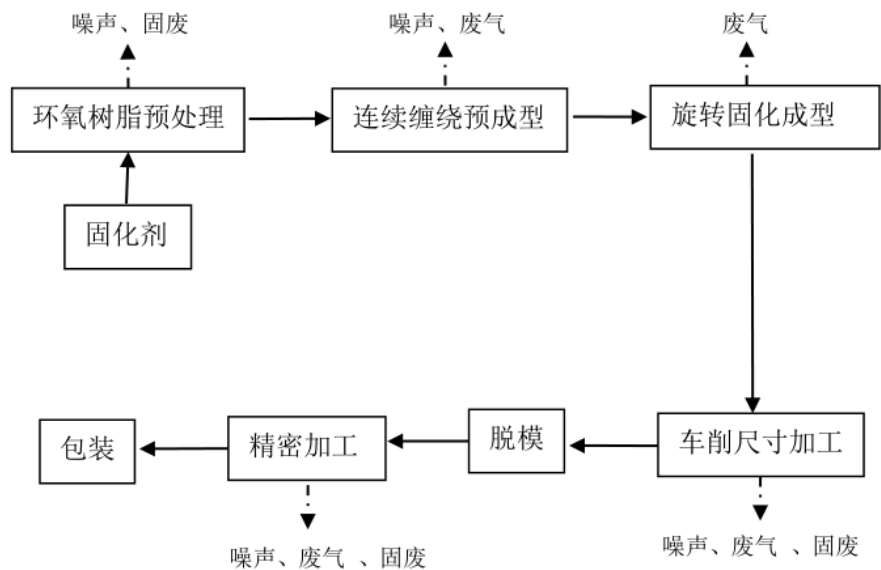 噪声、固废
噪声、废气
废气
环氧树脂预处理
连续缠绕预成型
旋转固化成型
固化剂
包装
精密加工
脱模
车削尺寸加工
噪声、废气 、固废
噪声、废气 、固废